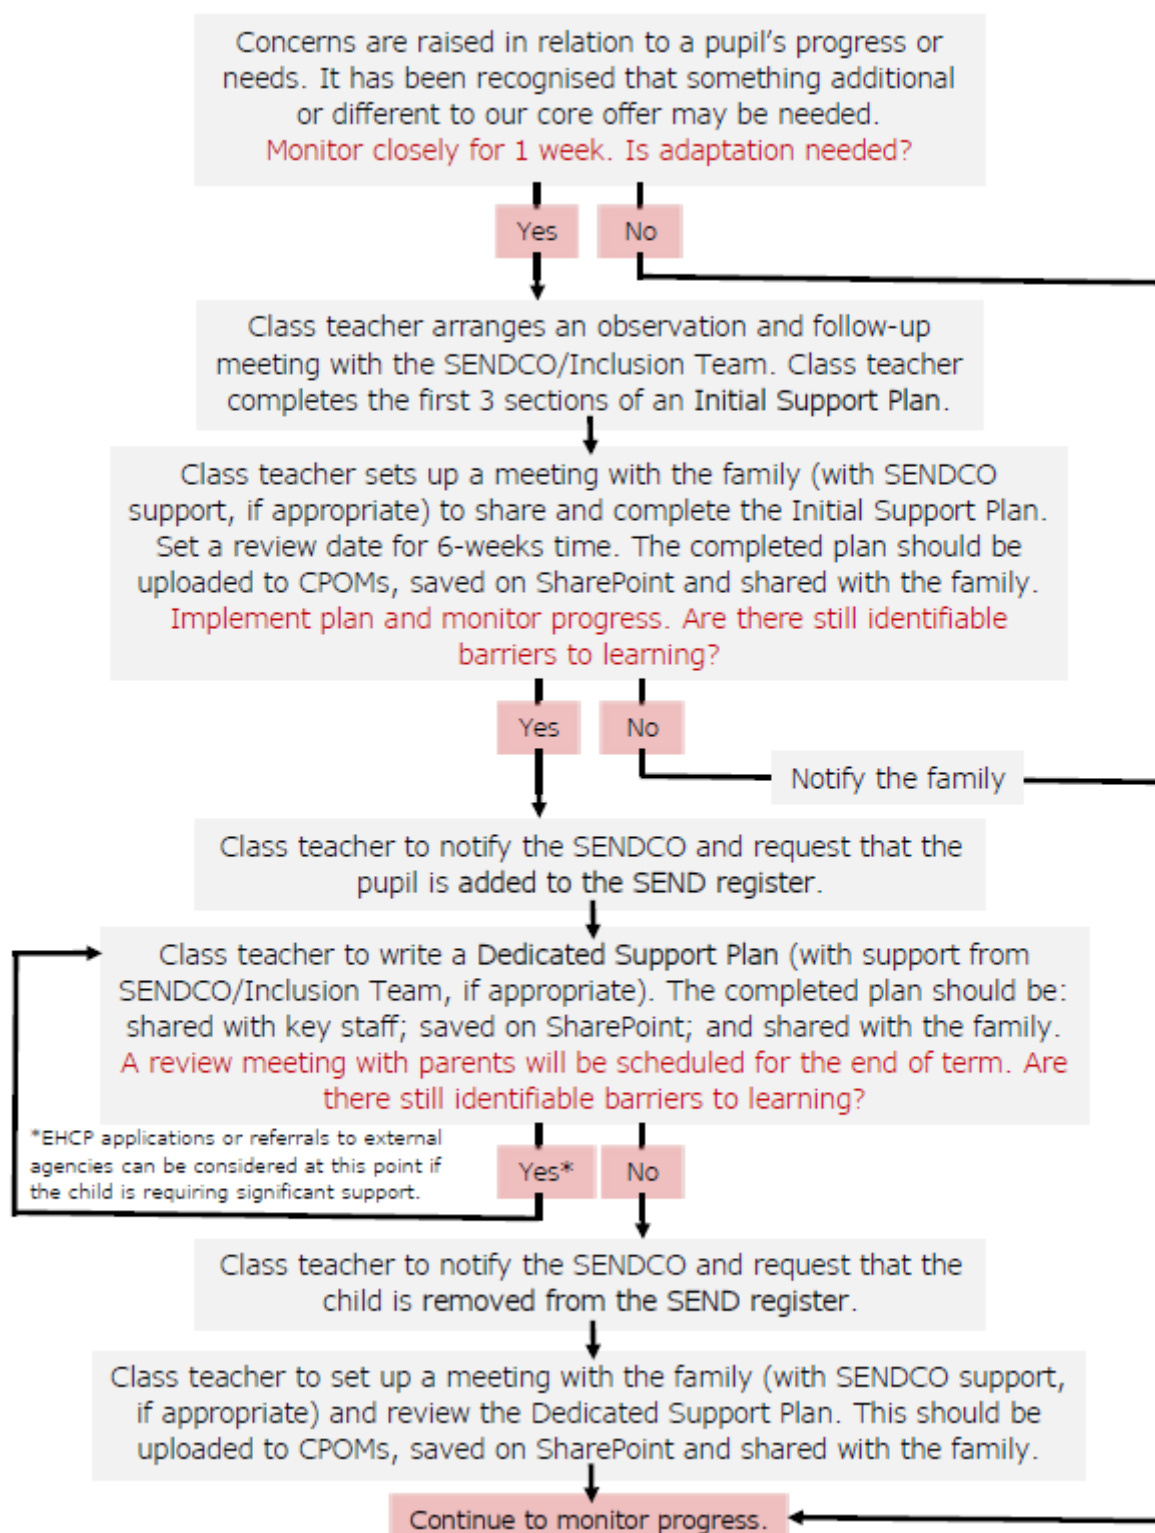 Concerns are raised in relation to a pupil's progress or
needs. It has been recognised that something additional
or different to our core offer may be needed.
Monitor closely for 1 week. Is adaptation needed?
Yes
No
Class teacher arranges an observation and follow-up
meeting with the SENDCO/Inclusion Team. Class teacher
completes the first 3 sections of an Initial Support Plan.
Class teacher sets up a meeting with the family (with SENDCO
support, if appropriate) to share and complete the Initial Support Plan.
Set a review date for 6-weeks time. The completed plan should be
uploaded to CPOMs, saved on SharePoint and shared with the family.
Implement plan and monitor progress. Are there still identifiable
barriers to learning?
Yes
No
Notify the family
Class teacher to notify the SENDCO and request that the
pupil is added to the SEND register.
Class teacher to write a Dedicated Support Plan (with support from
SENDCO/Inclusion Team, if appropriate). The completed plan should be:
shared with key staff; saved on SharePoint; and shared with the family.
A review meeting with parents will be scheduled for the end of term. Are
there still identifiable barriers to learning?
*EHCP applications or referrals to external
agencies can be considered at this point if
the child is requiring significant support.
Yes*
No
Class teacher to notify the SENDCO and request that the
child is removed from the SEND register.
Class teacher to set up a meeting with the family (with SENDCO support,
if appropriate) and review the Dedicated Support Plan. This should be
uploaded to CPOMs, saved on SharePoint and shared with the family.
Continue to monitor progress.